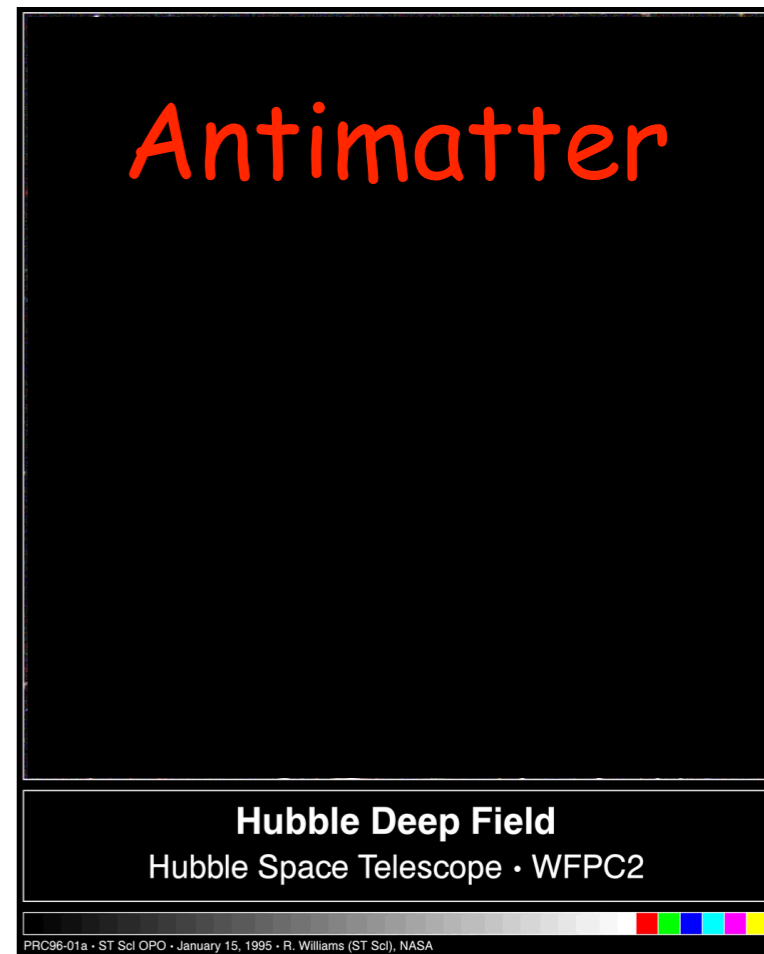 Antimatter
Hubble Deep Field
Hubble Space Telescope • WFPC2
PRC96-01a • ST ScI OPO • January 15, 1995 • R. Williams (ST ScI), NASA